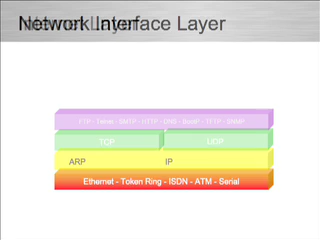 Network Interface Layer
FTP - Telnet - SMTP - HTTP - DNS - BootP - TFTP - SNMP
TCP UDP
ARP IP
Ethernet - Token Ring - ISDN - ATM - Serial